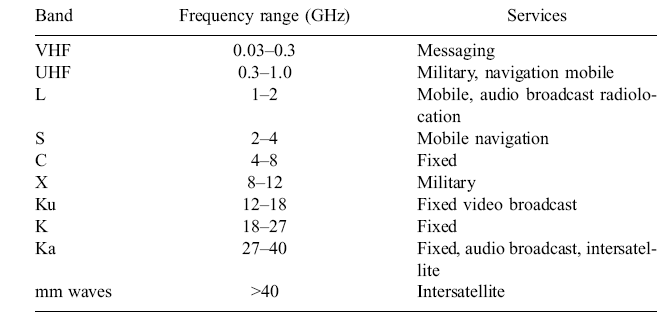 Band Frequency range (GHz) Services
VHF 0.03–0.3 Messaging
UHF 0.3–1.0 Military, navigation mobile
L 1–2 Mobile, audio broadcast radiolo-
cation
S 2–4 Mobile navigation
C 4–8 Fixed
X 8–12 Military
Ku 12–18 Fixed video broadcast
K 18–27 Fixed
Ka 27–40 Fixed, audio broadcast, intersatel-
lite
mm waves >40 Intersatellite